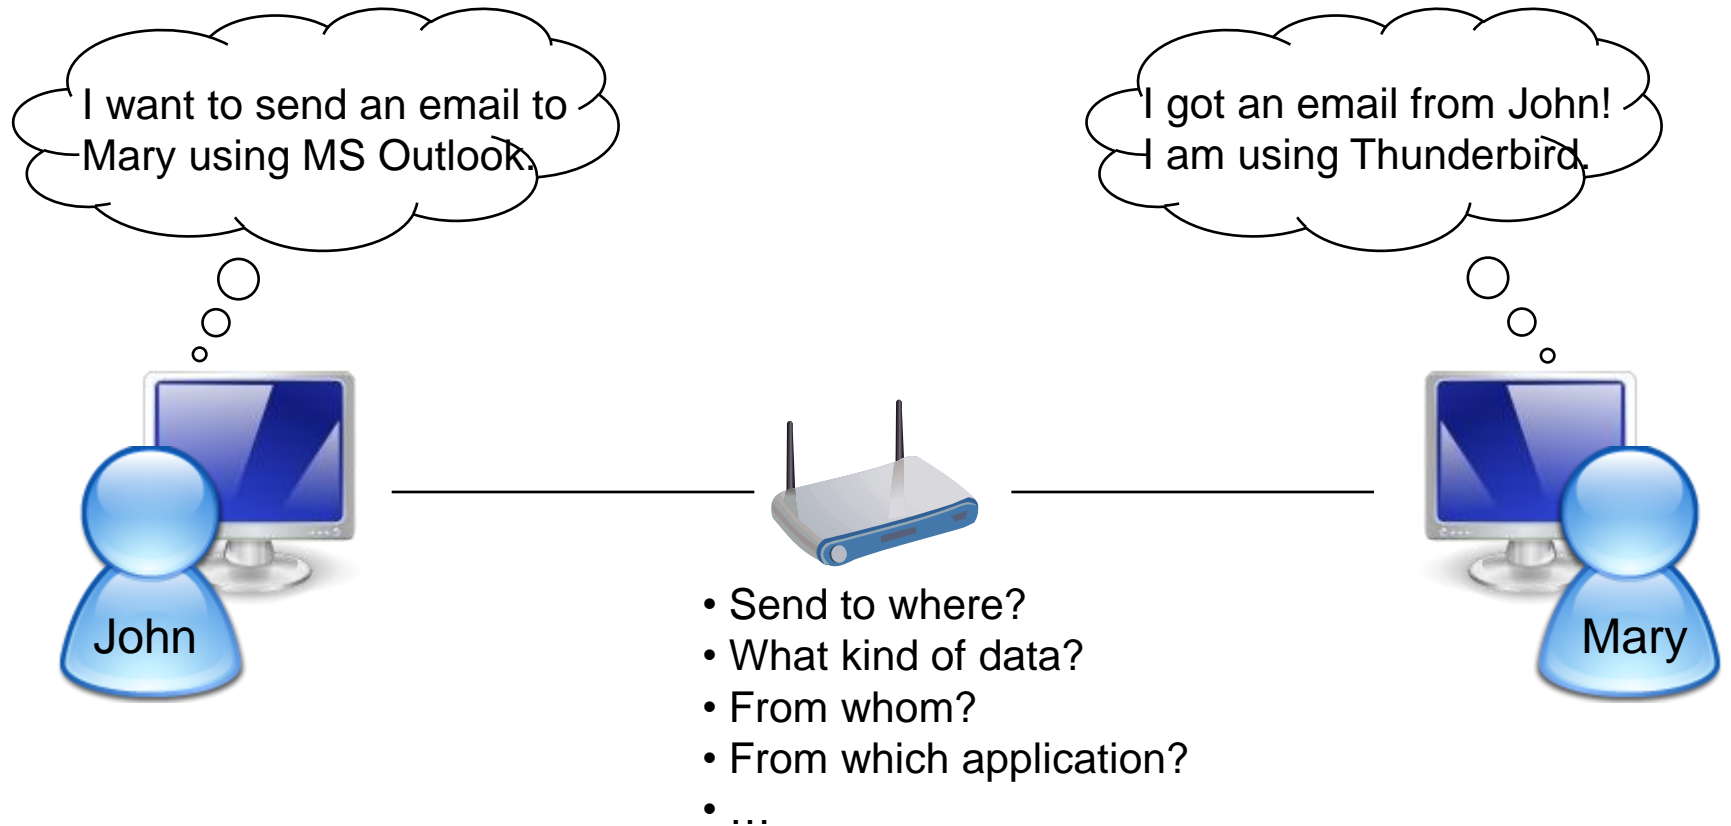 I want to send an email to
Mary using MS Outlook.
I got an email from John!
I am using Thunderbird.
John
Mary
• Send to where?
• What kind of data?
• From whom?
• From which application?
• …